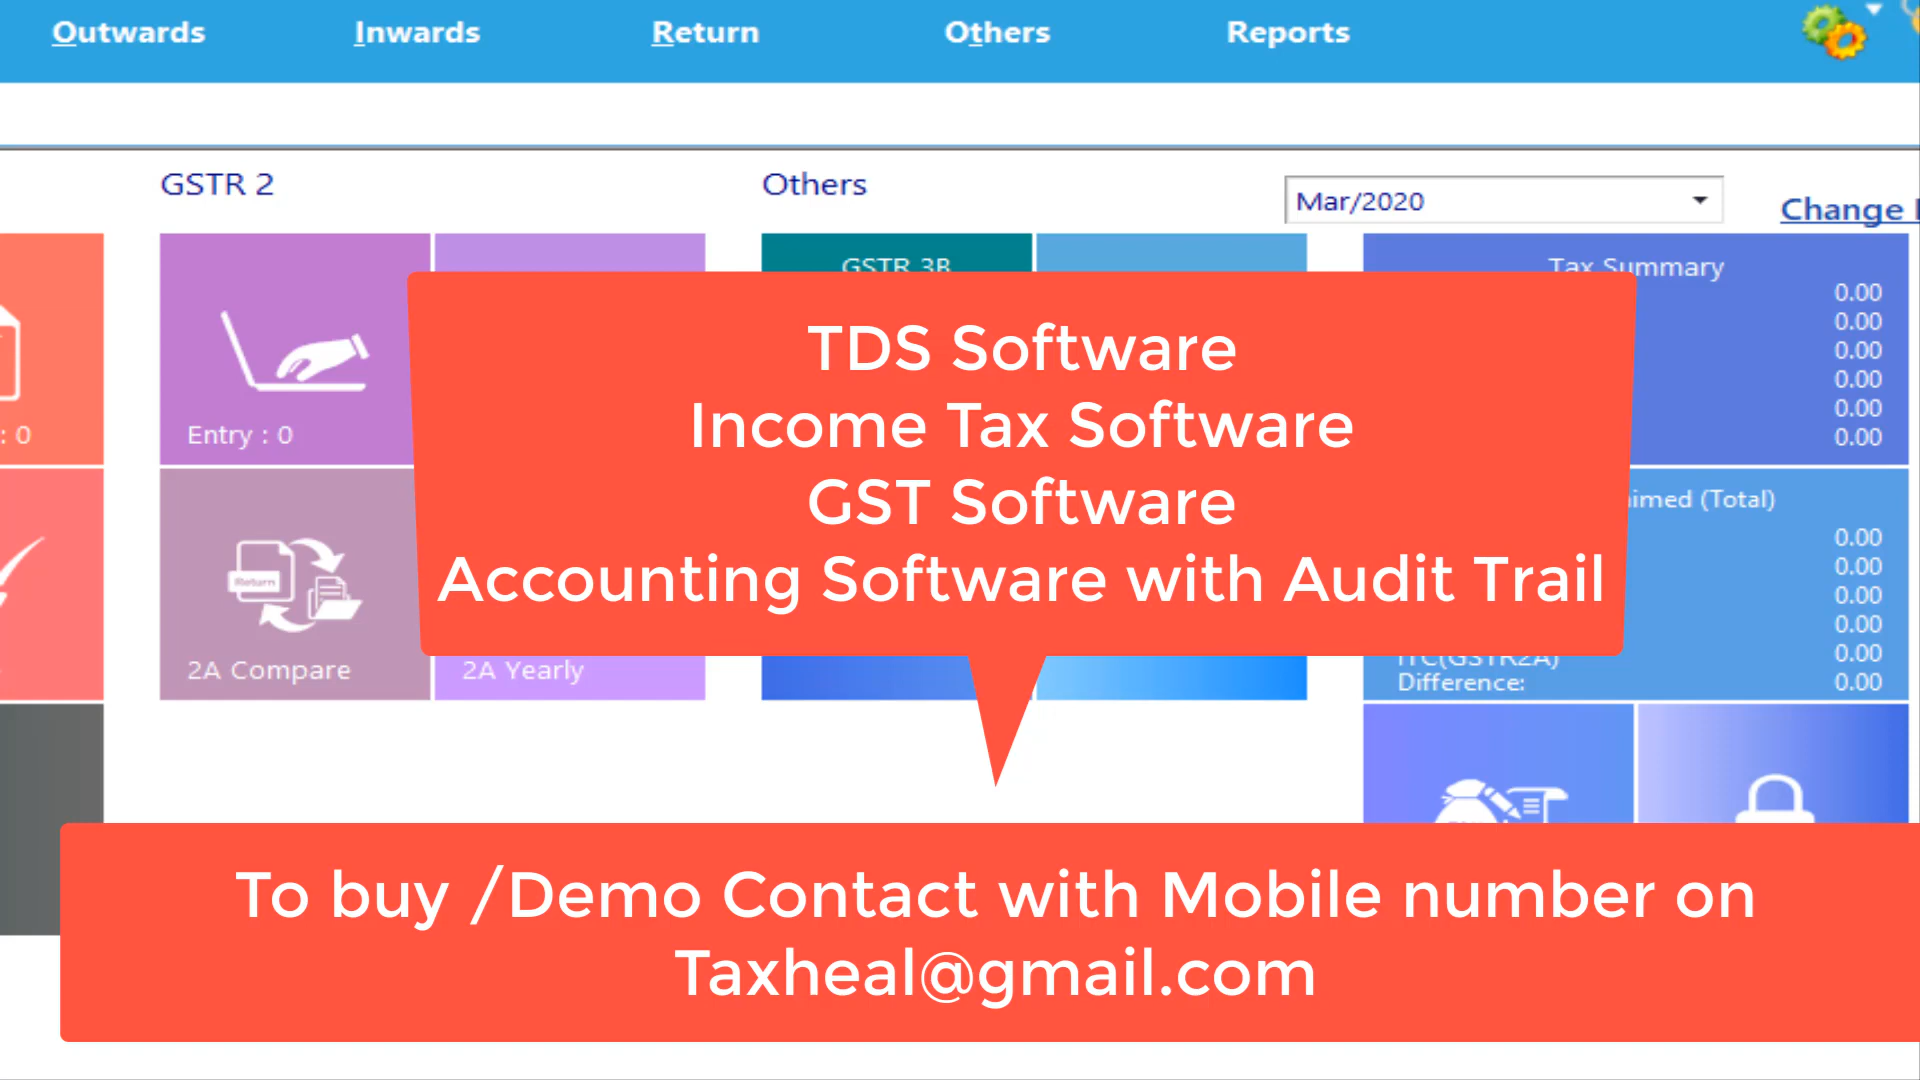 Outwards
Inwards
Return
Others
Reports
GSTR 2
Others
Mar/2020
Change
GSTR 3B
Tax Summary
0.00
0.00
0.00
0.00
0.00
0.00
: 0
Entry : 0
TDS Software
Income Tax Software
GST Software
Accounting Software with Audit Trail
(Total)
0.00
0.00
0.00
0.00
Return
2A Compare
2A Yearly
ITC(GSTR2A)
0.00
Difference:
0.00
To buy /Demo Contact with Mobile number on
Taxheal@gmail.com